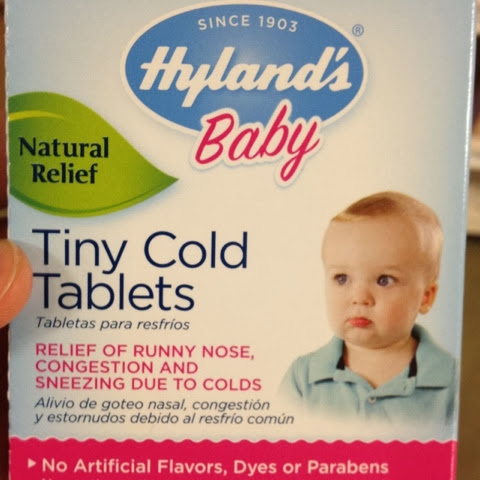 SINCE 1903
Hyland's®
Baby
Natural
Relief
Tiny Cold
Tablets
Tabletas para resfríos
RELIEF OF RUNNY NOSE,
CONGESTION AND
SNEEZING DUE TO COLDS
Alivio de goteo nasal, congestión
y estornudos debido al resfrío común
▸ No Artificial Flavors, Dyes or Parabens